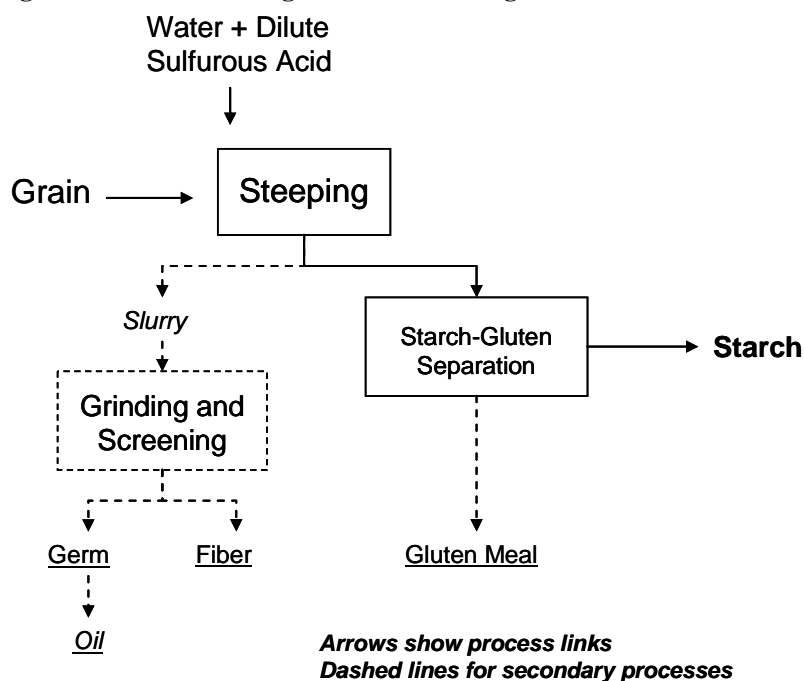 Water + Dilute
Sulfurous Acid
Grain
Steeping
Slurry
Starch-Gluten
Separation
Starch
Grinding and
Screening
Germ
Fiber
Gluten Meal
Oil
Arrows show process links
Dashed lines for secondary processes